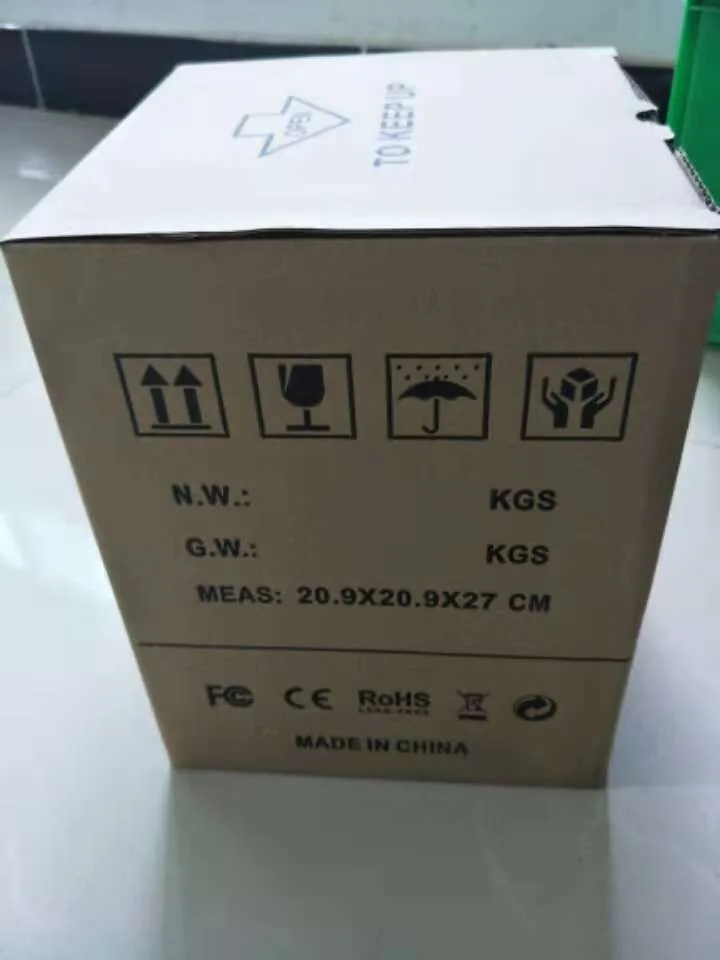 OPEN
TO KEEP UP
N.W.: KGS
G.W.: KGS
MEAS: 20.9X20.9X27 CM
FC CE RoHS
MADE IN CHINA